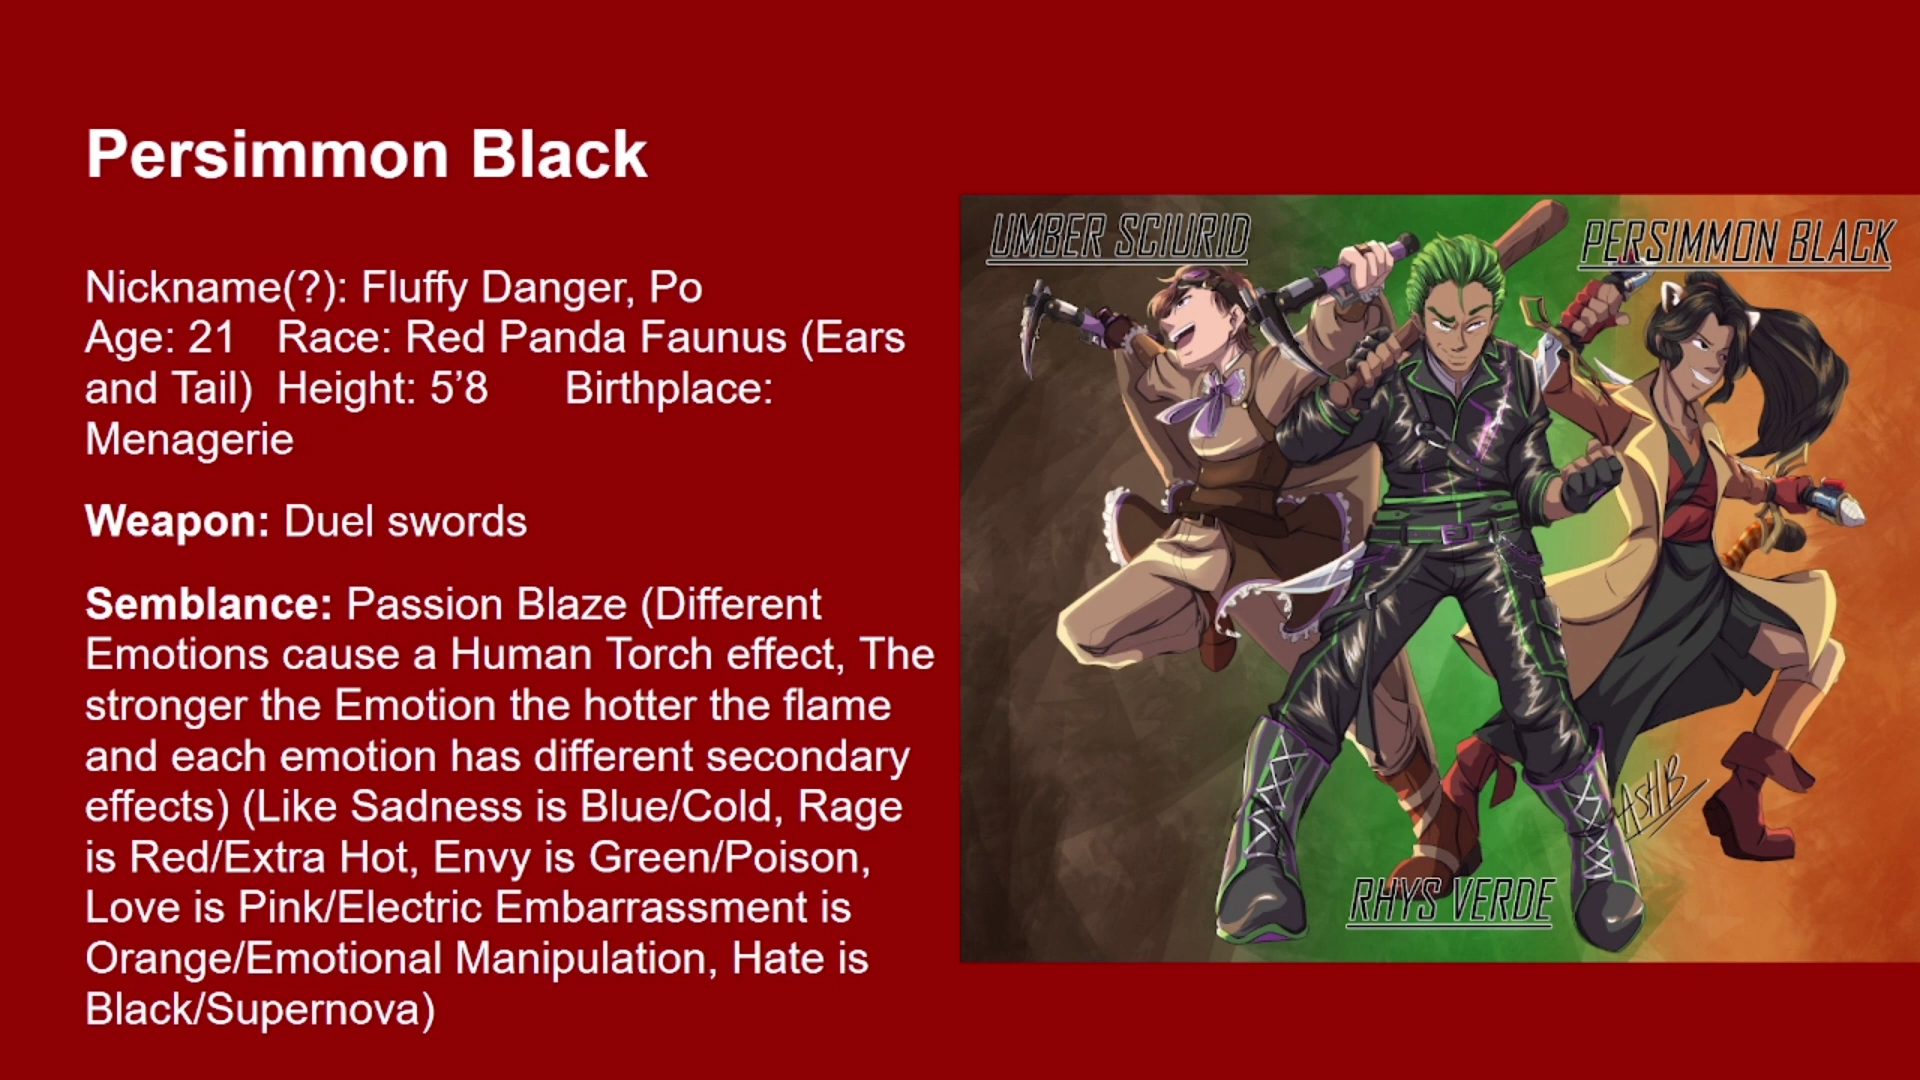 Persimmon Black
Nickname(?): Fluffy Danger, Po
Age: 21 Race: Red Panda Faunus (Ears
and Tail) Height: 5’8 Birthplace:
Menagerie
Weapon: Duel swords
Semblance: Passion Blaze (Different
Emotions cause a Human Torch effect, The
stronger the Emotion the hotter the flame
and each emotion has different secondary
effects) (Like Sadness is Blue/Cold, Rage
is Red/Extra Hot, Envy is Green/Poison,
Love is Pink/Electric Embarrassment is
Orange/Emotional Manipulation, Hate is
Black/Supernova)
UMBER SCIURID
PERSIMMON BLACK
RHYS VERDE
ASHB